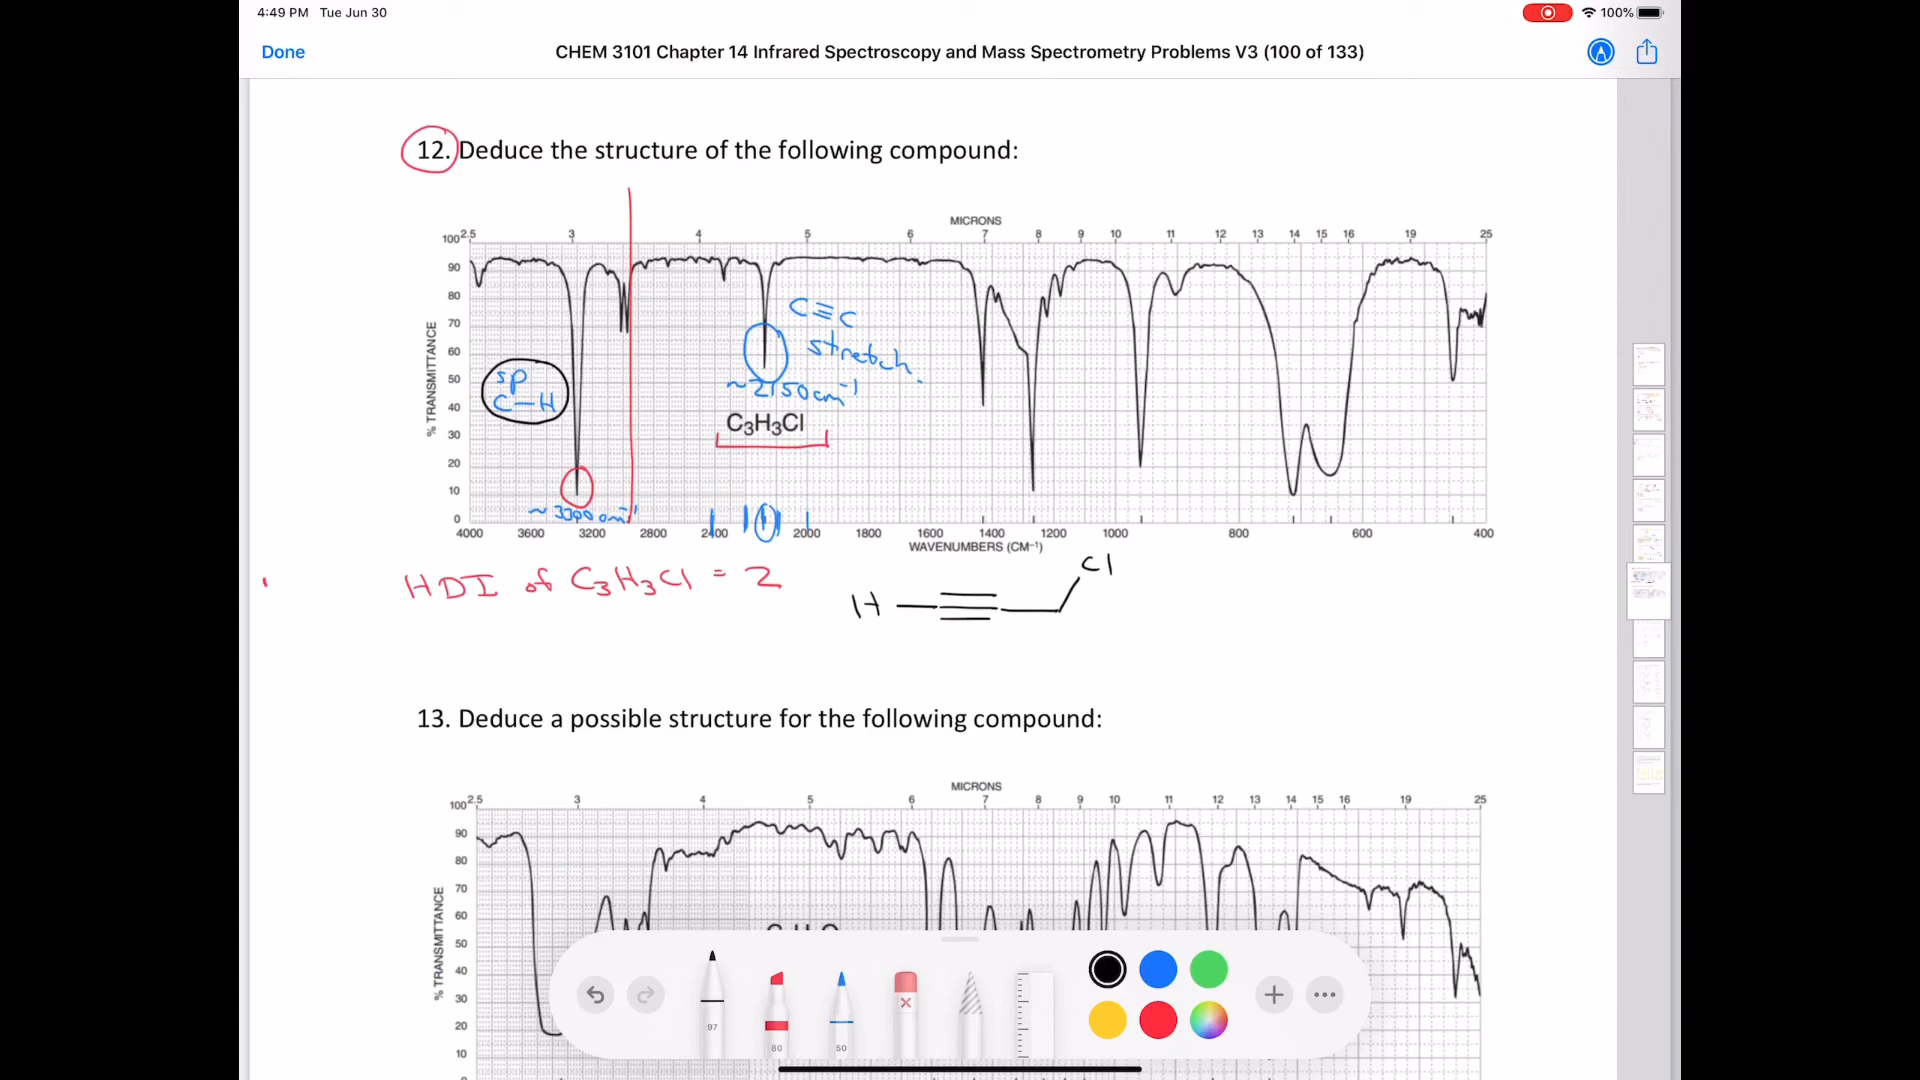 4:49 PM Tue Jun 30
100%
Done
CHEM 3101 Chapter 14 Infrared Spectroscopy and Mass Spectrometry Problems V3 (100 of 133)
12. Deduce the structure of the following compound:
MICRONS
2.5 3 4 5 6 7 8 9 10 11 12 13 14 15 16 19 25
100
90
80
70
60
50
40
30
20
10
0
% TRANSMITTANCE
C≡C
stretch.
~2150 cm⁻¹
sp
C—H
C₃H₃Cl
~3300 cm⁻¹
4000 3600 3200 2800 2400 2000 1800 1600 1400 1200 1000 800 600 400
WAVENUMBERS (CM⁻¹)
HDI of C₃H₃Cl = 2
Cl
H
13. Deduce a possible structure for the following compound:
MICRONS
2.5 3 4 5 6 7 8 9 10 11 12 13 14 15 16 19 25
100
90
80
70
60
50
40
30
20
10
% TRANSMITTANCE
97
80
50